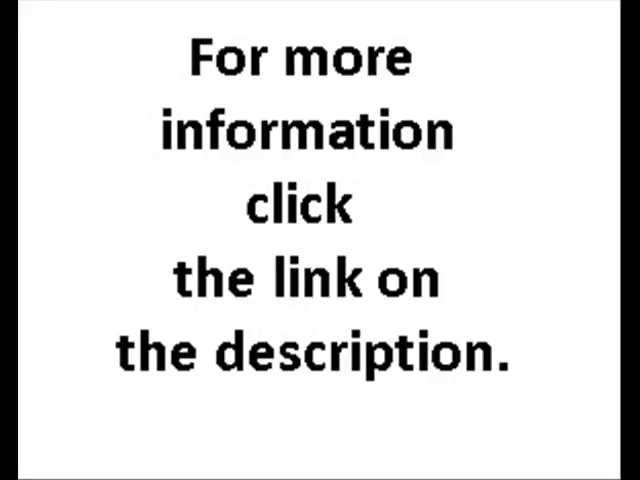 For more
information
click
the link on
the description.